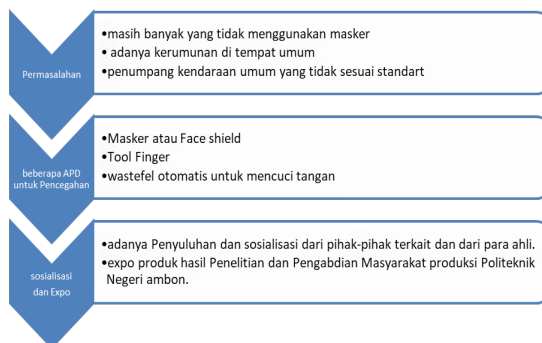 Permasalahan
•masih banyak yang tidak menggunakan masker
• adanya kerumunan di tempat umum
•penumpang kendaraan umum yang tidak sesuai standart
beberapa APD
untuk Pencegahan
•Masker atau Face shield
•Tool Finger
•wastefel otomatis untuk mencuci tangan
sosialisasi
dan Expo
•adanya Penyuluhan dan sosialisasi dari pihak-pihak terkait dan dari para ahli.
•expo produk hasil Penelitian dan Pengabdian Masyarakat produksi Politeknik
Negeri ambon.